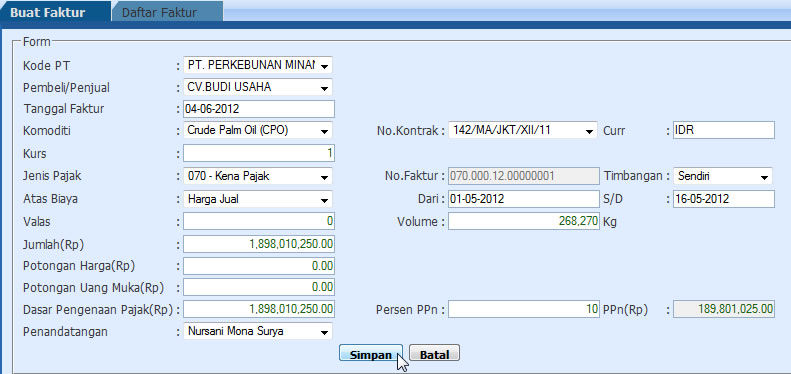 Buat Faktur Daftar Faktur
Form
Kode PT : PT. PERKEBUNAN MINAN
Pembeli/Penjual : CV.BUDI USAHA
Tanggal Faktur : 04-06-2012
Komoditi : Crude Palm Oil (CPO) No.Kontrak : 142/MA/JKT/XII/11 Curr : IDR
Kurs : 1
Jenis Pajak : 070 - Kena Pajak No.Faktur : 070.000.12.00000001 Timbangan : Sendiri
Atas Biaya : Harga Jual Dari : 01-05-2012 S/D : 16-05-2012
Valas : 0 Volume : 268,270 Kg
Jumlah(Rp) : 1,898,010,250.00
Potongan Harga(Rp) : 0.00
Potongan Uang Muka(Rp) : 0.00
Dasar Pengenaan Pajak(Rp) : 1,898,010,250.00 Persen PPn : 10 PPn(Rp) : 189,801,025.00
Penandatangan : Nursani Mona Surya
Simpan Batal